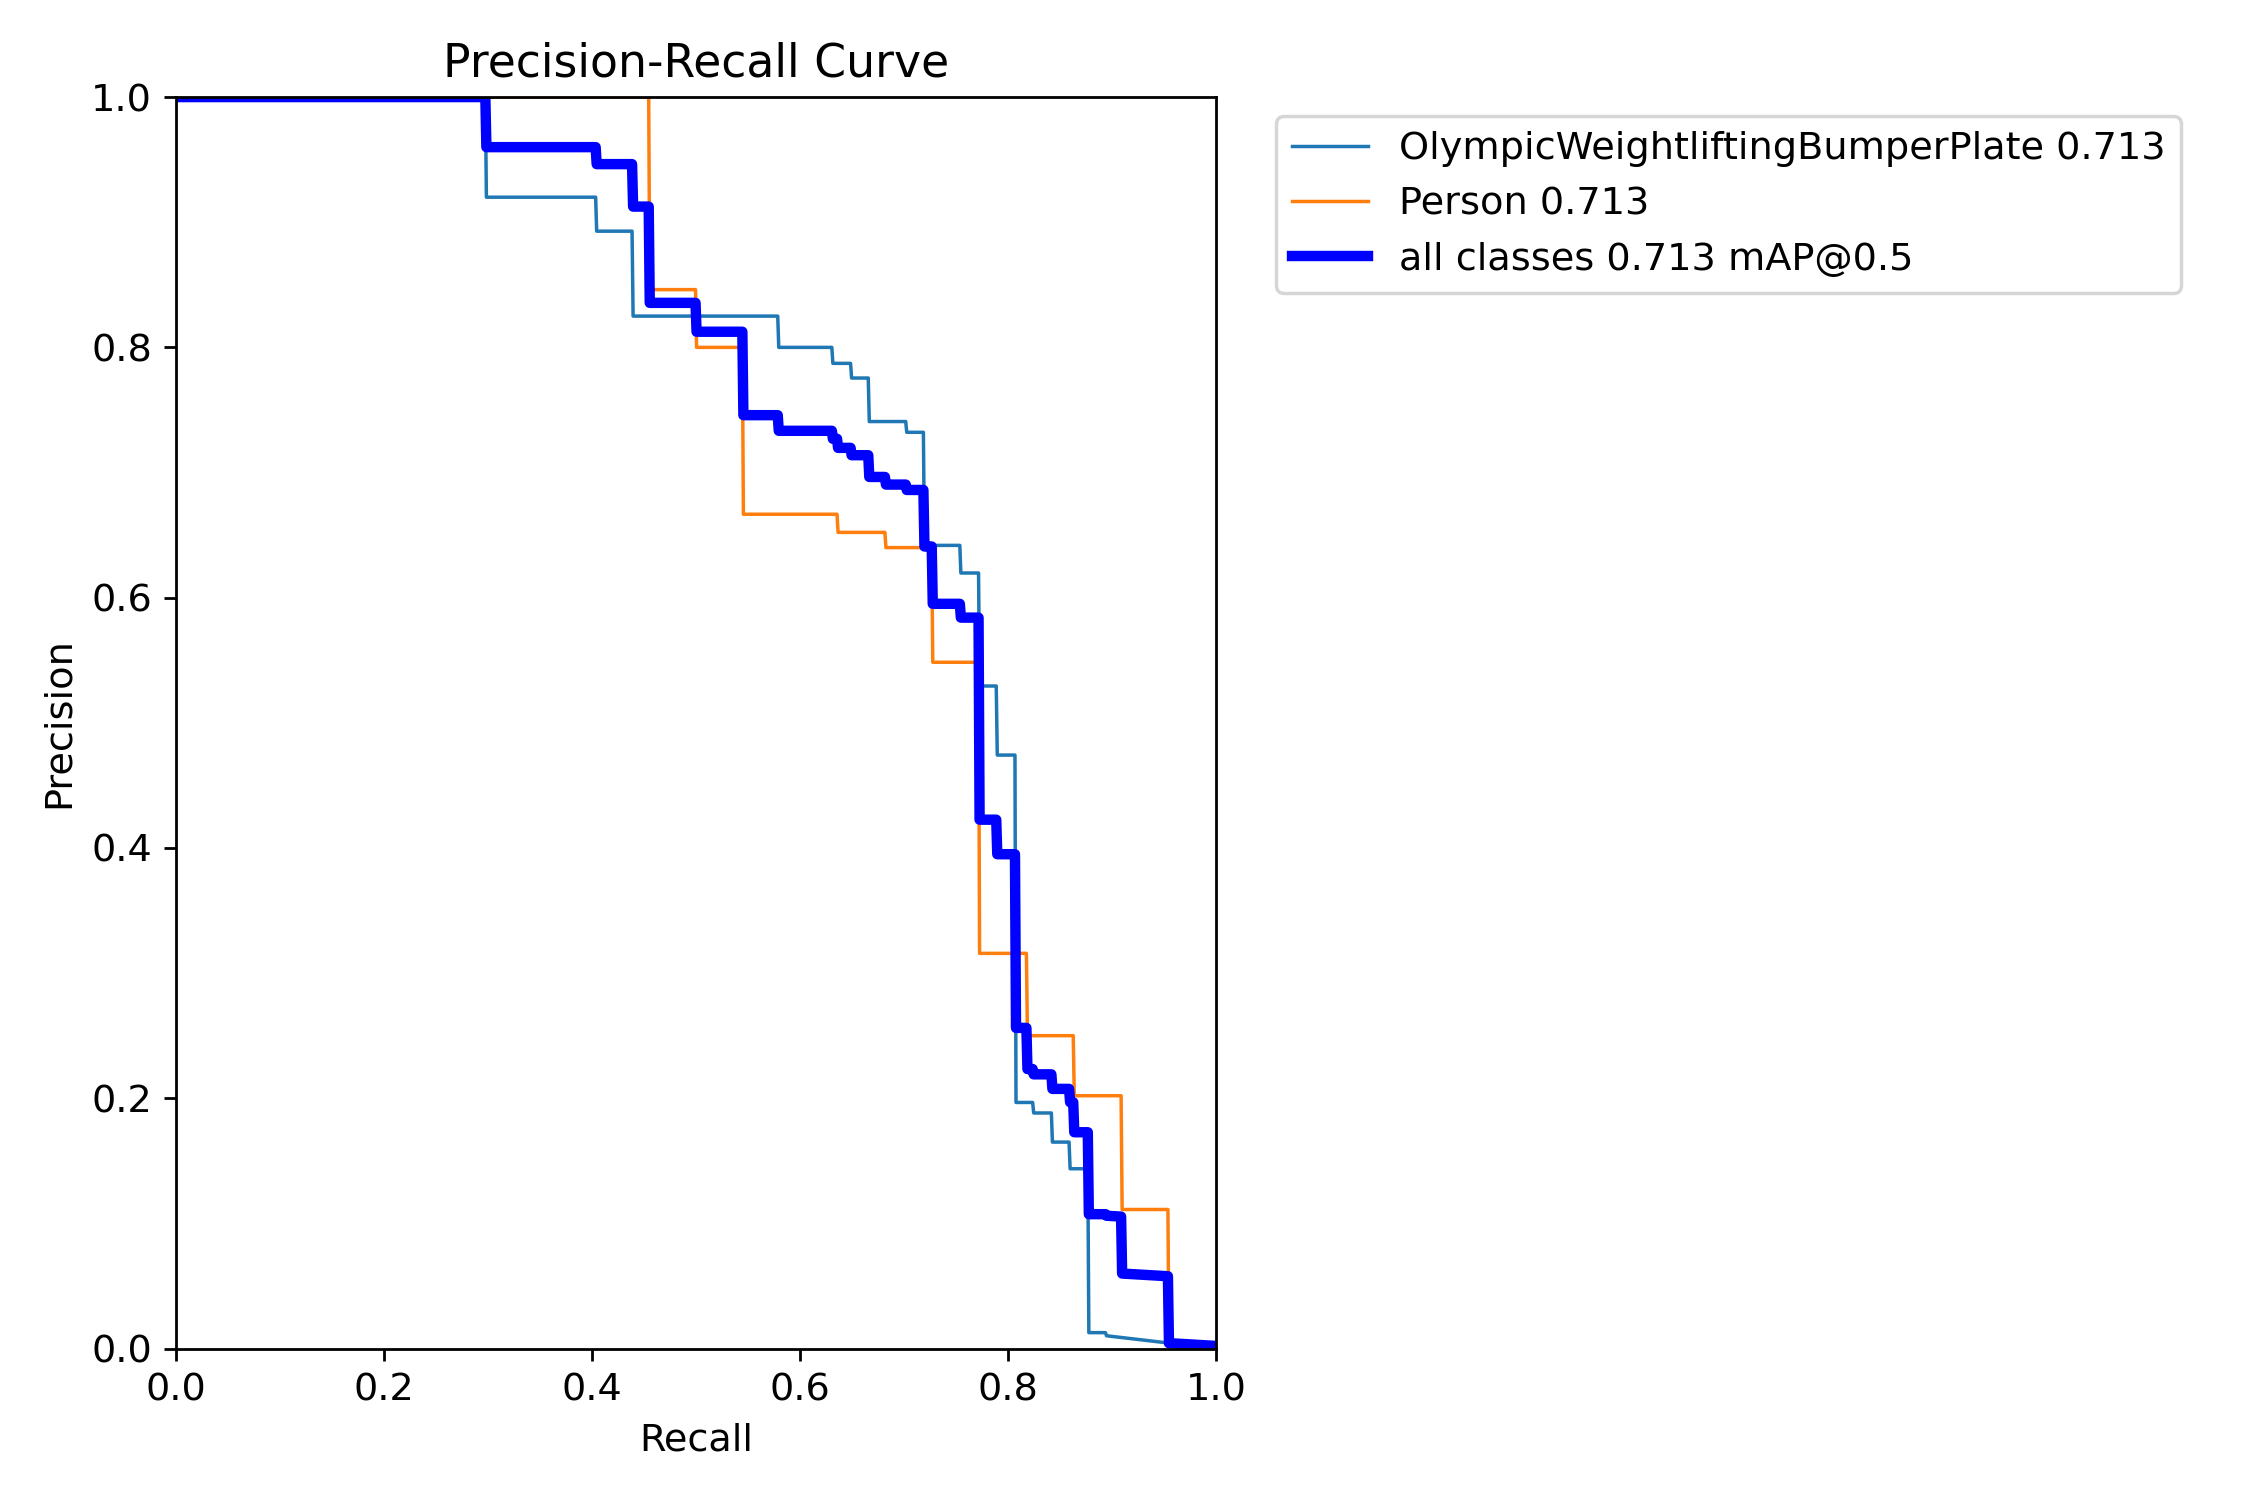 Precision-Recall Curve
1.0
0.8
0.6
0.4
0.2
0.0
Precision
0.0 0.2 0.4 0.6 0.8 1.0
Recall
OlympicWeightliftingBumperPlate 0.713
Person 0.713
all classes 0.713 mAP@0.5